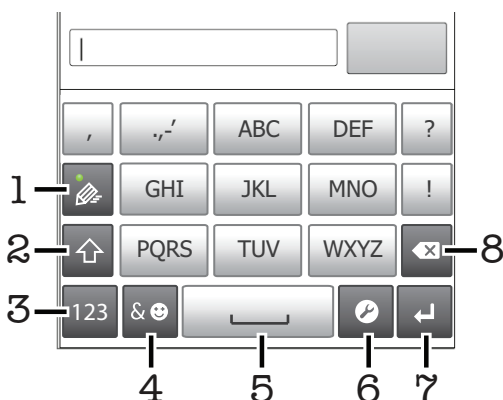 , .,-′ ABC DEF ?
1 GHI JKL MNO !
2 PQRS TUV WXYZ 8
3 123 &
4 5 6 7